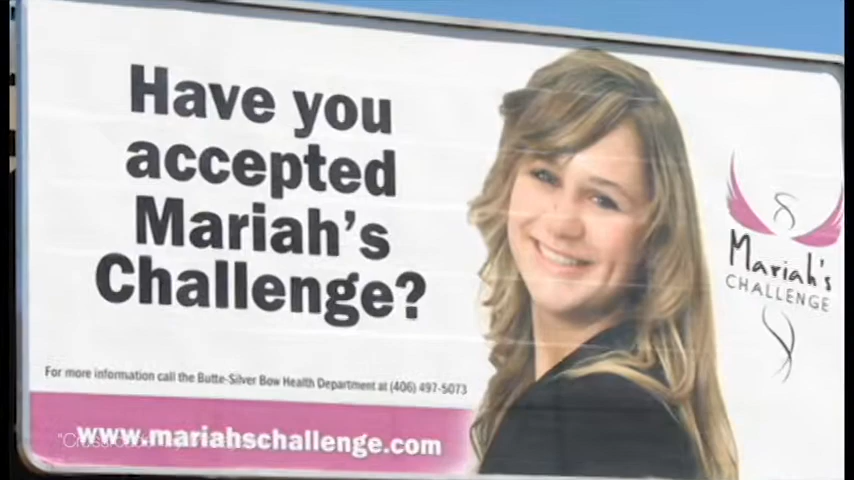 Have you
accepted
Mariah's
Challenge?
Mariah's
CHALLENGE
For more information call the Butte-Silver Bow Health Department at (406) 497-5073
www.mariahschallenge.com